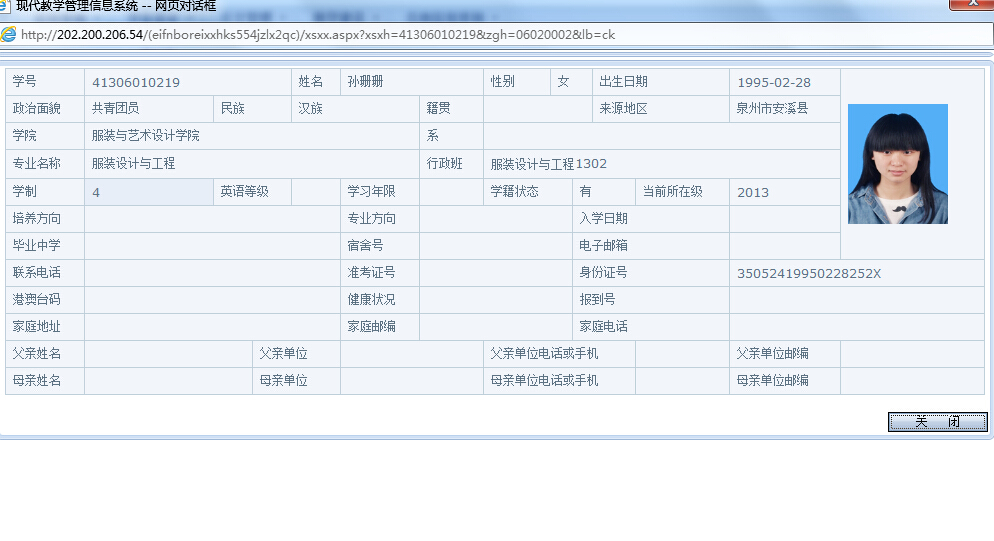 现代教学管理信息系统 -- 网页对话框
http://202.200.206.54/(eifnboreixxhks554jzlx2qc)/xsxx.aspx?xsxh=41306010219&zgh=06020002&lb=ck
学号 41306010219 姓名 孙珊珊 性别 女 出生日期 1995-02-28
政治面貌 共青团员 民族 汉族 籍贯 来源地区 泉州市安溪县
学院 服装与艺术设计学院 系
专业名称 服装设计与工程 行政班 服装设计与工程1302
学制 4 英语等级 学习年限 学籍状态 有 当前所在级 2013
培养方向 专业方向 入学日期
毕业中学 宿舍号 电子邮箱
联系电话 准考证号 身份证号 35052419950228252X
港澳台码 健康状况 报到号
家庭地址 家庭邮编 家庭电话
父亲姓名 父亲单位 父亲单位电话或手机 父亲单位邮编
母亲姓名 母亲单位 母亲单位电话或手机 母亲单位邮编
关 闭